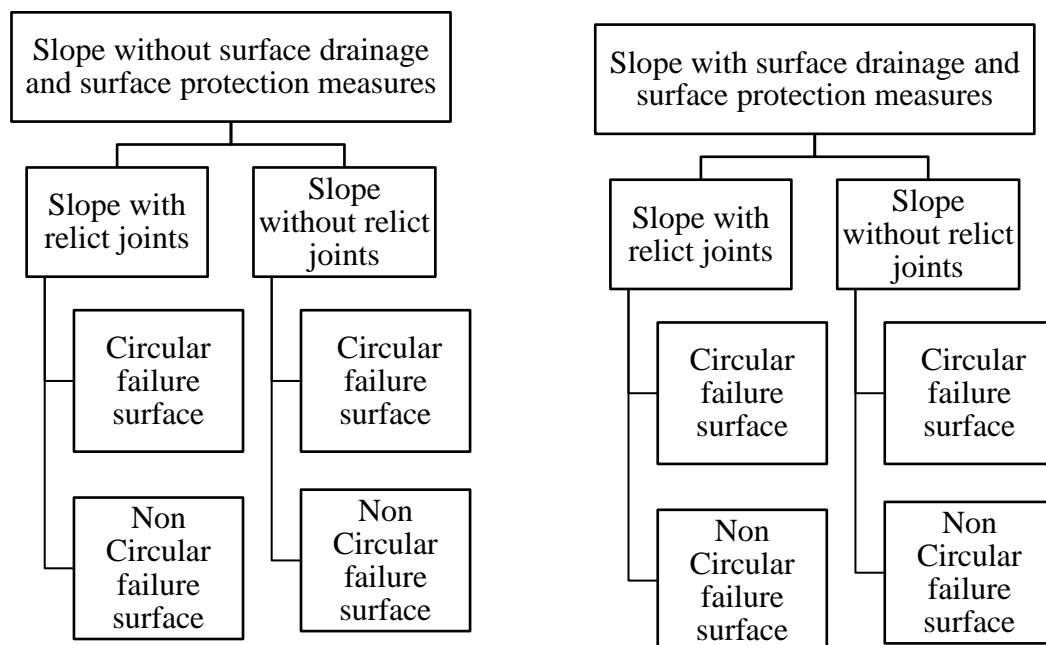 Slope without surface drainage
and surface protection measures
Slope with
relict joints
Slope
without relict
joints
Circular
failure
surface
Circular
failure
surface
Non
Circular
failure
surface
Non
Circular
failure
surface
Slope with surface drainage and
surface protection measures
Slope with
relict joints
Slope
without relict
joints
Circular
failure
surface
Circular
failure
surface
Non
Circular
failure
surface
Non
Circular
failure
surface